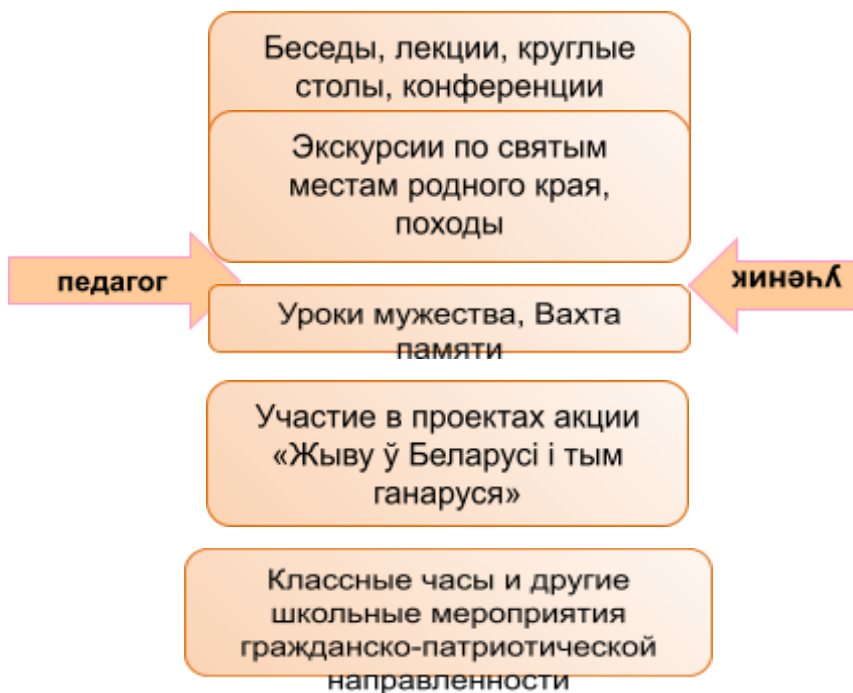 Беседы, лекции, круглые
столы, конференции
Экскурсии по святым
местам родного края,
походы
педагог
ученик
Уроки мужества, Вахта
памяти
Участие в проектах акции
«Жыву ў Беларусі і тым
ганаруся»
Классные часы и другие
школьные мероприятия
гражданско-патриотической
направленности